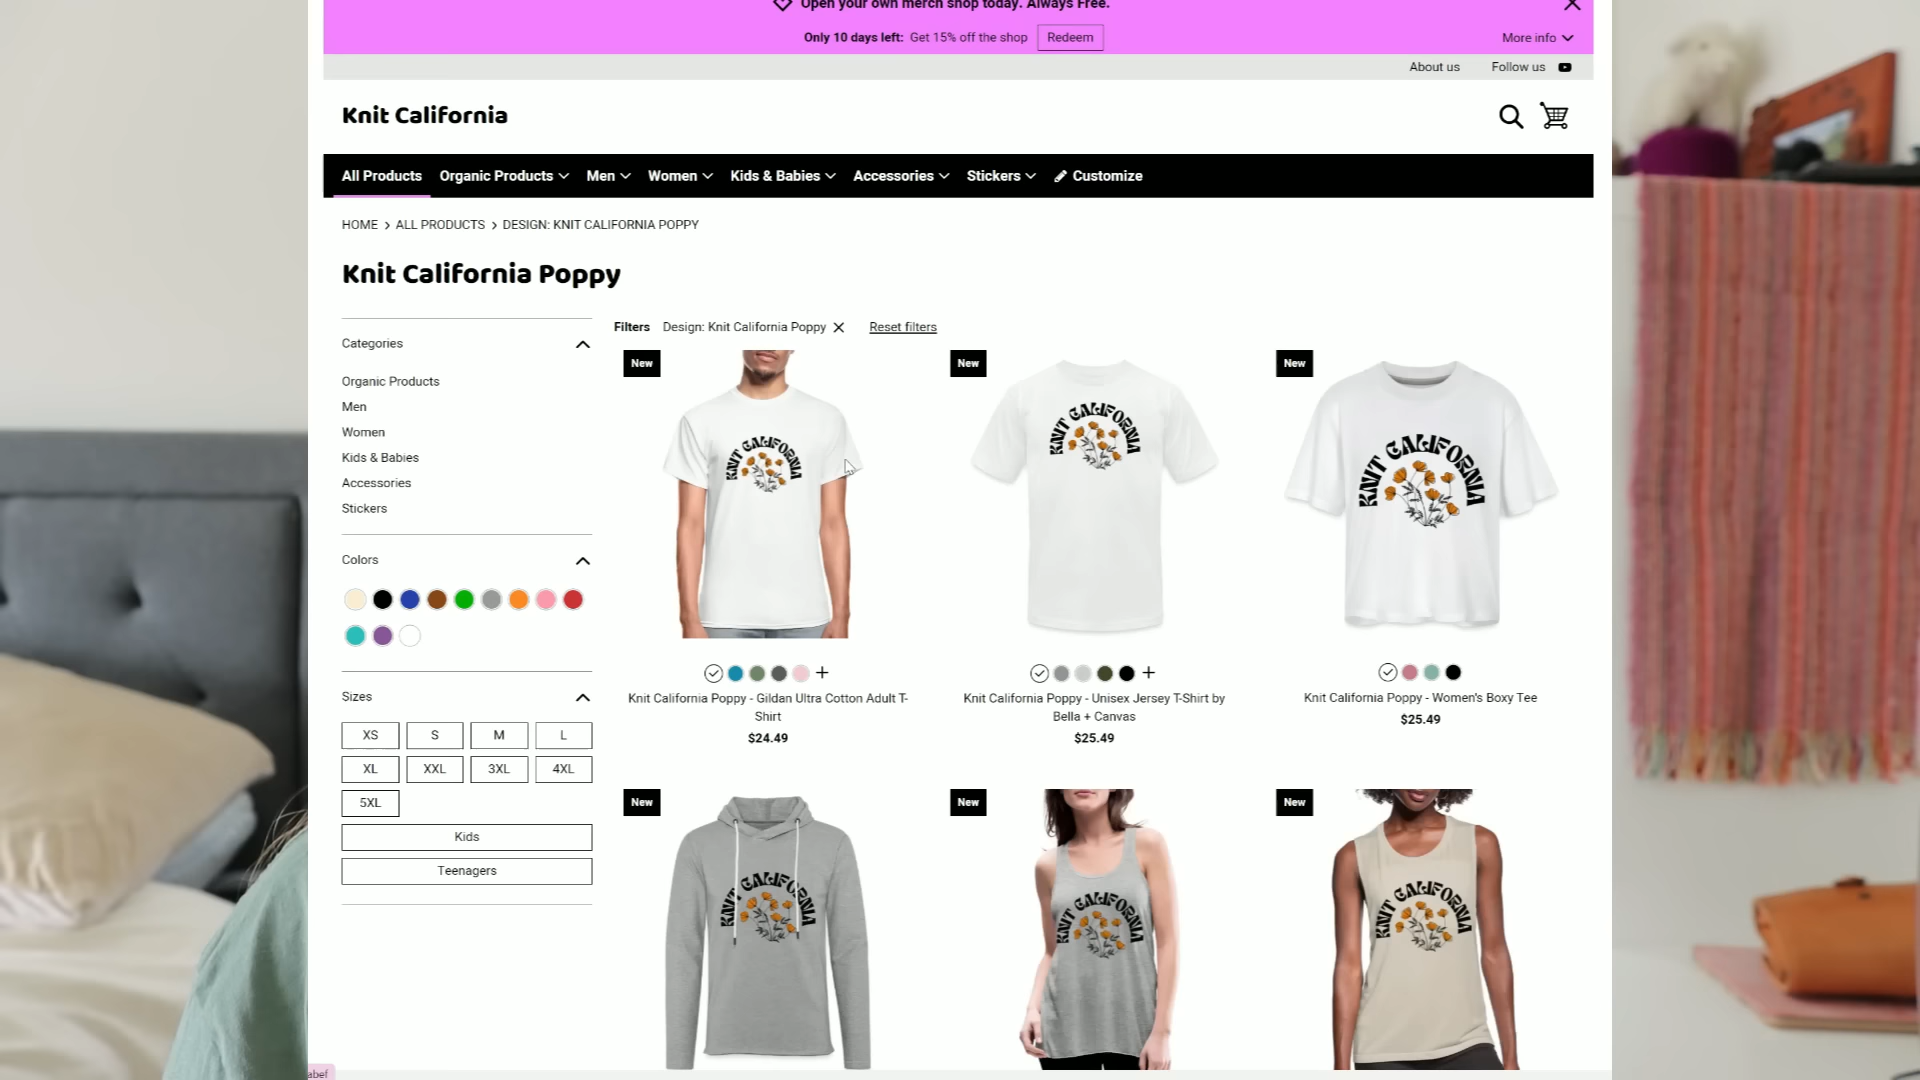 Open your own merch shop today. Always Free.
Only 10 days left: Get 15% off the shop
Redeem
More info
About us
Follow us
Knit California
All Products
Organic Products
Men
Women
Kids & Babies
Accessories
Stickers
Customize
HOME
ALL PRODUCTS
DESIGN: KNIT CALIFORNIA POPPY
Knit California Poppy
Categories
Organic Products
Men
Women
Kids & Babies
Accessories
Stickers
Colors
Sizes
XS
S
M
L
XL
XXL
3XL
4XL
5XL
Kids
Teenagers
Filters
Design: Knit California Poppy
Reset filters
New
KNIT CALIFORNIA
Knit California Poppy - Gildan Ultra Cotton Adult T-
Shirt
$24.49
New
KNIT CALIFORNIA
Knit California Poppy - Unisex Jersey T-Shirt by
Bella + Canvas
$25.49
New
KNIT CALIFORNIA
Knit California Poppy - Women's Boxy Tee
$25.49
New
KNIT CALIFORNIA
New
KNIT CALIFORNIA
New
KNIT CALIFORNIA